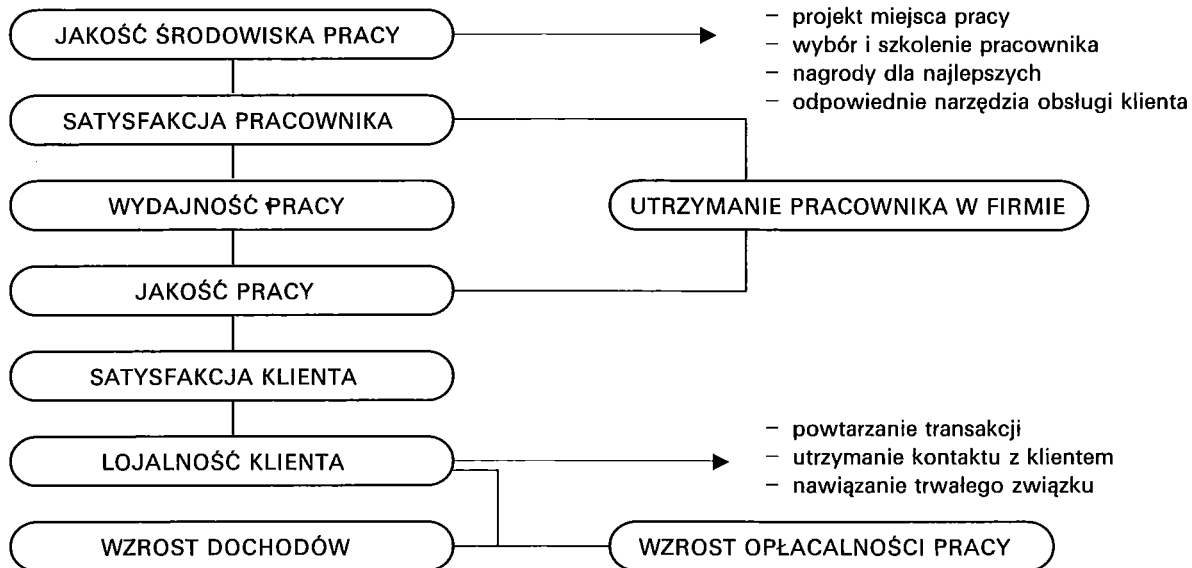 JAKOŚĆ ŚRODOWISKA PRACY
– projekt miejsca pracy
– wybór i szkolenie pracownika
– nagrody dla najlepszych
– odpowiednie narzędzia obsługi klienta
SATYSFAKCJA PRACOWNIKA
WYDAJNOŚĆ PRACY
UTRZYMANIE PRACOWNIKA W FIRMIE
JAKOŚĆ PRACY
SATYSFAKCJA KLIENTA
LOJALNOŚĆ KLIENTA
– powtarzanie transakcji
– utrzymanie kontaktu z klientem
– nawiązanie trwałego związku
WZROST DOCHODÓW
WZROST OPŁACALNOŚCI PRACY